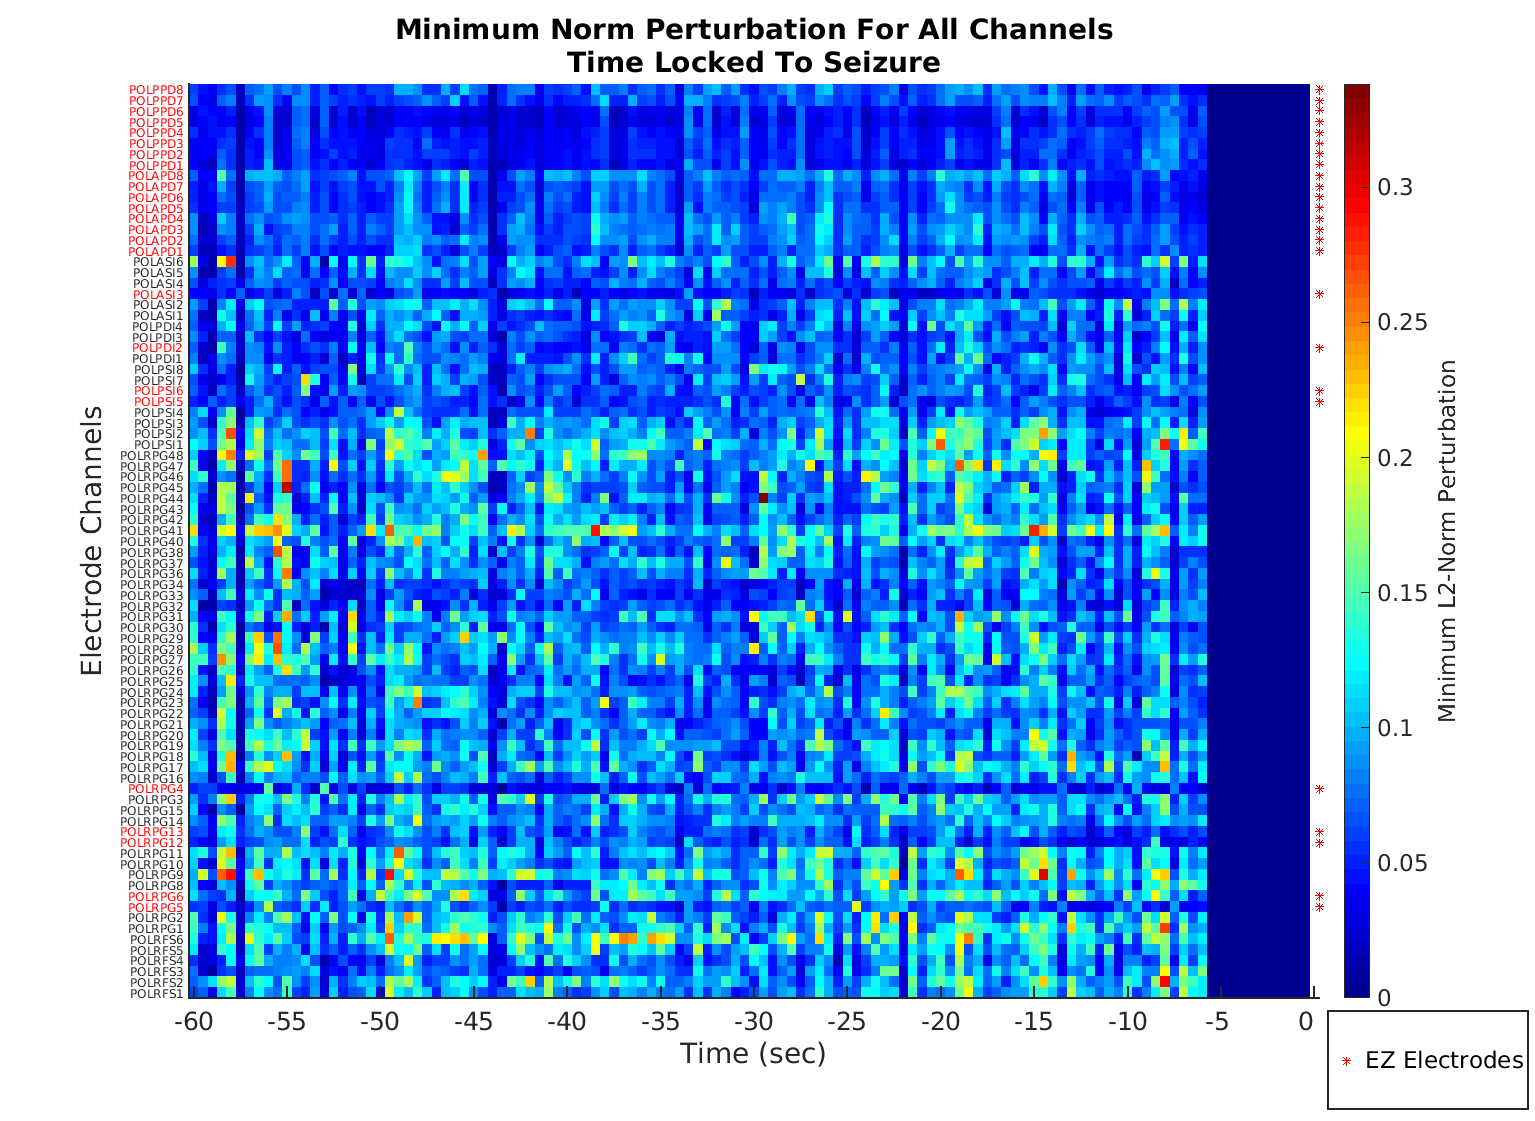 Minimum Norm Perturbation For All Channels
Time Locked To Seizure
Electrode Channels
POLPPD8
POLPPD7
POLPPD6
POLPPD5
POLPPD4
POLPPD3
POLPPD2
POLPPD1
POLAPD8
POLAPD7
POLAPD6
POLAPD5
POLAPD4
POLAPD3
POLAPD2
POLAPD1
POLASI6
POLASI5
POLASI4
POLASI3
POLASI2
POLASI1
POLPDI4
POLPDI3
POLPDI2
POLPDI1
POLPSI8
POLPSI7
POLPSI6
POLPSI5
POLPSI4
POLPSI3
POLPSI2
POLPSI1
POLRPG48
POLRPG47
POLRPG46
POLRPG45
POLRPG44
POLRPG43
POLRPG42
POLRPG41
POLRPG40
POLRPG38
POLRPG37
POLRPG36
POLRPG34
POLRPG33
POLRPG32
POLRPG31
POLRPG30
POLRPG29
POLRPG28
POLRPG27
POLRPG26
POLRPG25
POLRPG24
POLRPG23
POLRPG22
POLRPG21
POLRPG20
POLRPG19
POLRPG18
POLRPG17
POLRPG16
POLRPG4
POLRPG3
POLRPG15
POLRPG14
POLRPG13
POLRPG12
POLRPG11
POLRPG10
POLRPG9
POLRPG8
POLRPG6
POLRPG5
POLRPG2
POLRPG1
POLRFS6
POLRFS5
POLRFS4
POLRFS3
POLRFS2
POLRFS1
-60 -55 -50 -45 -40 -35 -30 -25 -20 -15 -10 -5 0
Time (sec)
0.3
0.25
0.2
0.15
0.1
0.05
0
Minimum L2-Norm Perturbation
EZ Electrodes